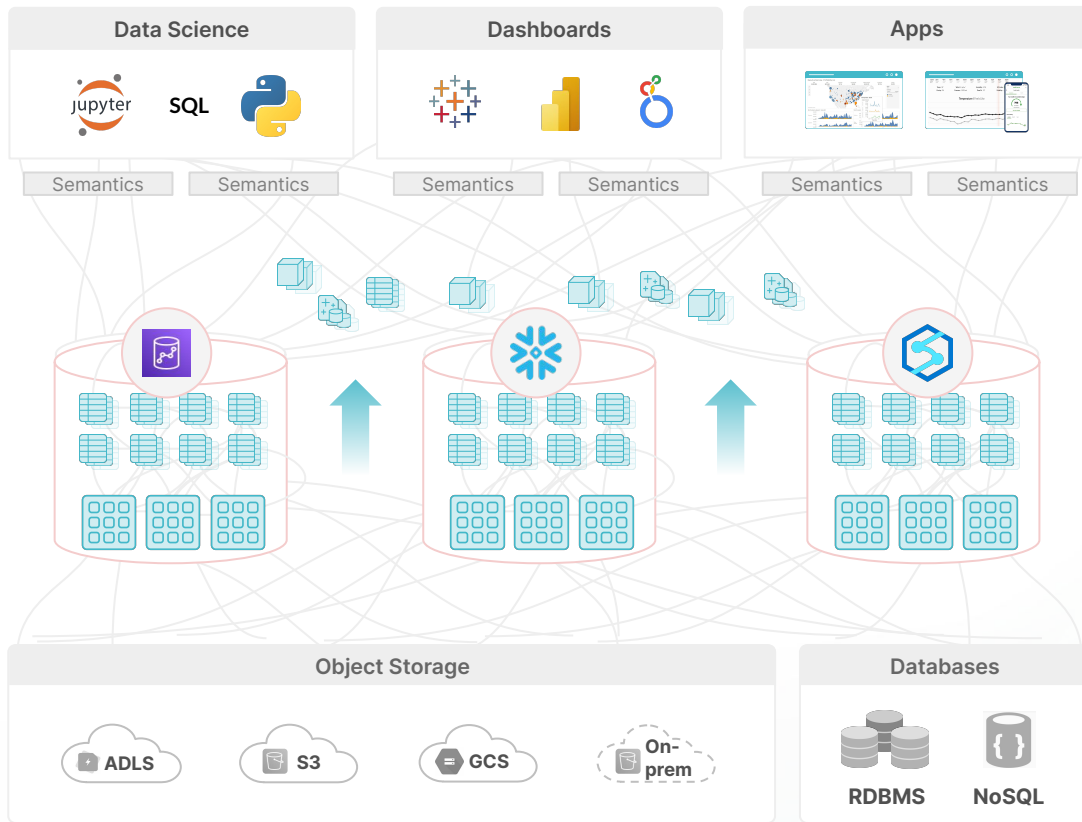 Data Science
Dashboards
Apps
jupyter
SQL
Semantics
Semantics
Semantics
Semantics
Semantics
Semantics
Object Storage
Databases
ADLS
S3
GCS
On-
prem
RDBMS
NoSQL